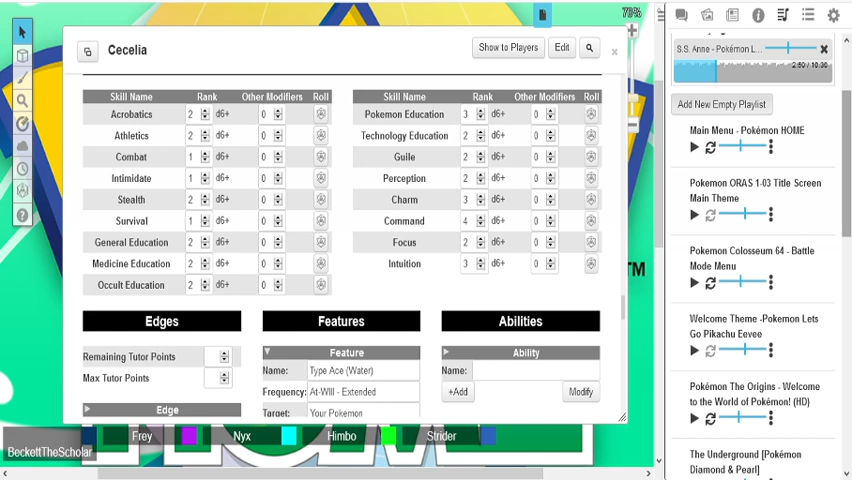 70%
Cecelia
Show to Players
Edit
Skill Name Rank Other Modifiers Roll
Acrobatics 2 d6+ 0
Athletics 2 d6+ 0
Combat 1 d6+ 0
Intimidate 1 d6+ 0
Stealth 2 d6+ 0
Survival 1 d6+ 0
General Education 2 d6+ 0
Medicine Education 2 d6+ 0
Occult Education 2 d6+ 0
Skill Name Rank Other Modifiers Roll
Pokemon Education 3 d6+ 0
Technology Education 2 d6+ 0
Guile 2 d6+ 0
Perception 2 d6+ 0
Charm 3 d6+ 0
Command 4 d6+ 0
Focus 2 d6+ 0
Intuition 3 d6+ 0
TM
Edges
Remaining Tutor Points
Max Tutor Points
Edge
Features
Feature
Name: Type Ace (Water)
Frequency: At-Will - Extended
Target: Your Pokemon
Abilities
Ability
Name:
+Add
Modify
BeckettTheScholar
Frey
Nyx
Himbo
Strider
S.S. Anne - Pokémon L...
2:50 / 10:30
Add New Empty Playlist
Main Menu - Pokémon HOME
Pokemon ORAS 1-03 Title Screen
Main Theme
Pokemon Colosseum 64 - Battle
Mode Menu
Welcome Theme -Pokemon Lets
Go Pikachu Eevee
Pokémon The Origins - Welcome
to the World of Pokémon! (HD)
The Underground [Pokémon
Diamond & Pearl]